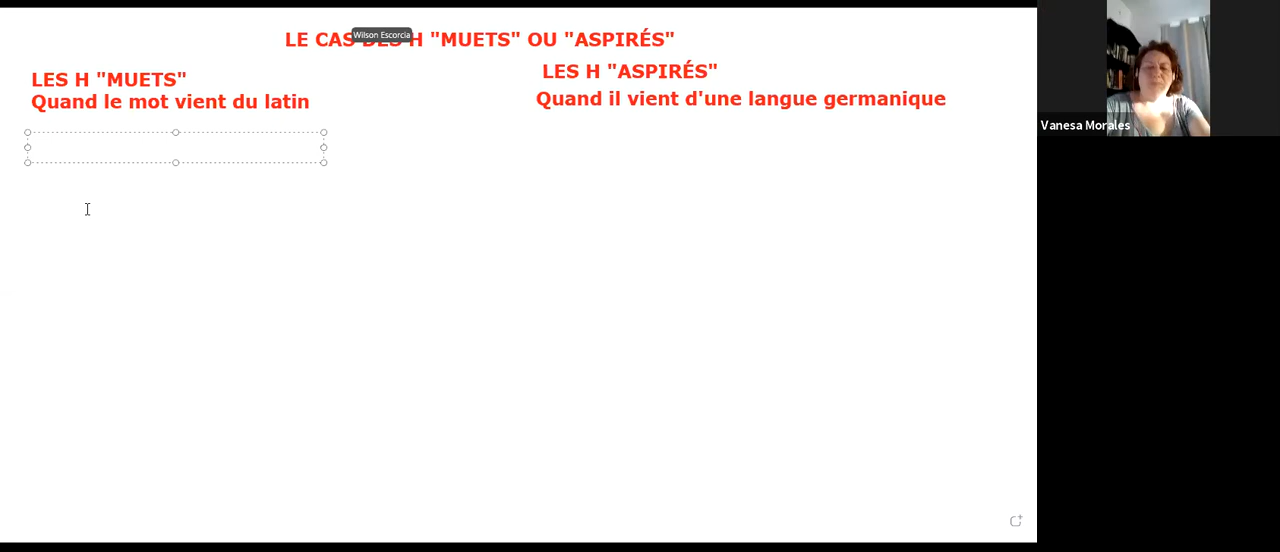 Wilson Escorcia
LE CAS DES H "MUETS" OU "ASPIRÉS"
LES H "MUETS"
Quand le mot vient du latin
LES H "ASPIRÉS"
Quand il vient d'une langue germanique
Vanesa Morales